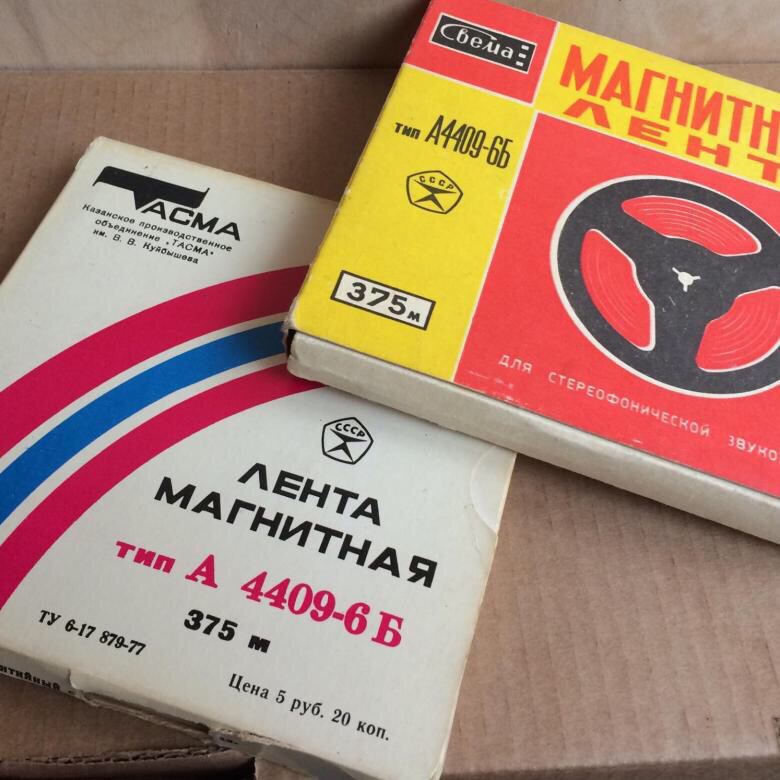 Свема
МАГНИТН
ЛЕНТ
тип А4409-6Б
СССР
375м
ДЛЯ СТЕРЕОФОНИЧЕСКОЙ ЗВУКО
ТАСМА
Казанское производственное
объединение „ТАСМА"
им. В. В. Куйбышева
СССР
ЛЕНТА
МАГНИТНАЯ
тип А 4409-6 Б
375 м
ТУ 6-17 879-77
Цена 5 руб. 20 коп.